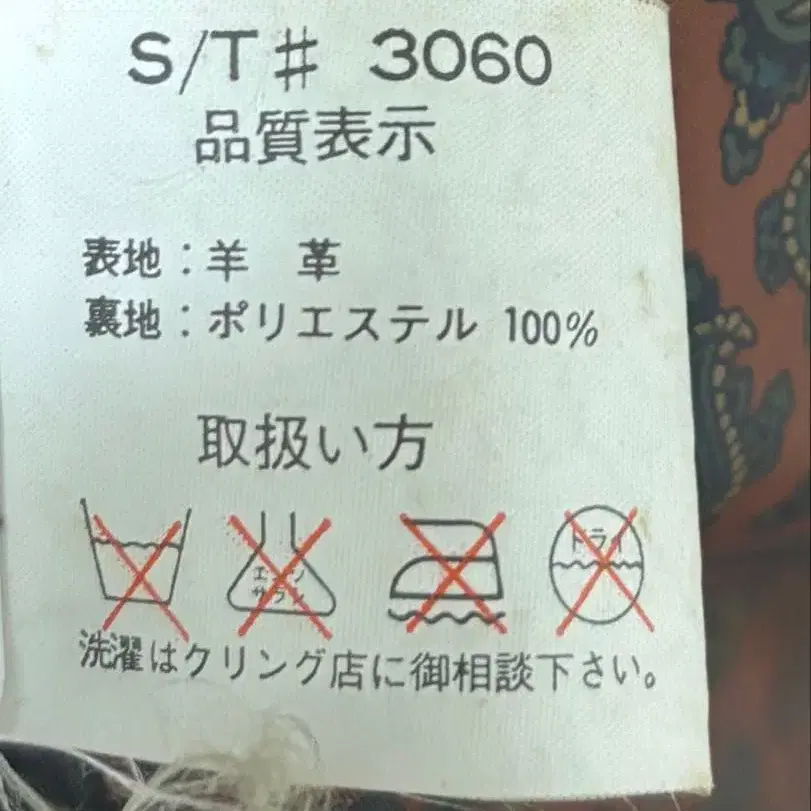 S/T♯ 3060
品質表示
表地:羊 革
裏地:ポリエステル 100%
取扱い方
エンソ
サラシ
ドライ
洗濯はクリング店に御相談下さい。